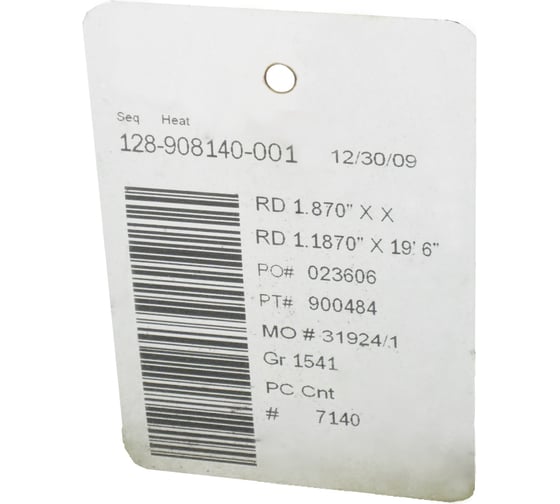 Seq Heat
128-908140-001 12/30/09
RD 1.870" X X
RD 1.1870" X 19' 6"
PO# 023606
PT# 900484
MO # 31924/1
Gr 1541
PC Cnt
# 7140